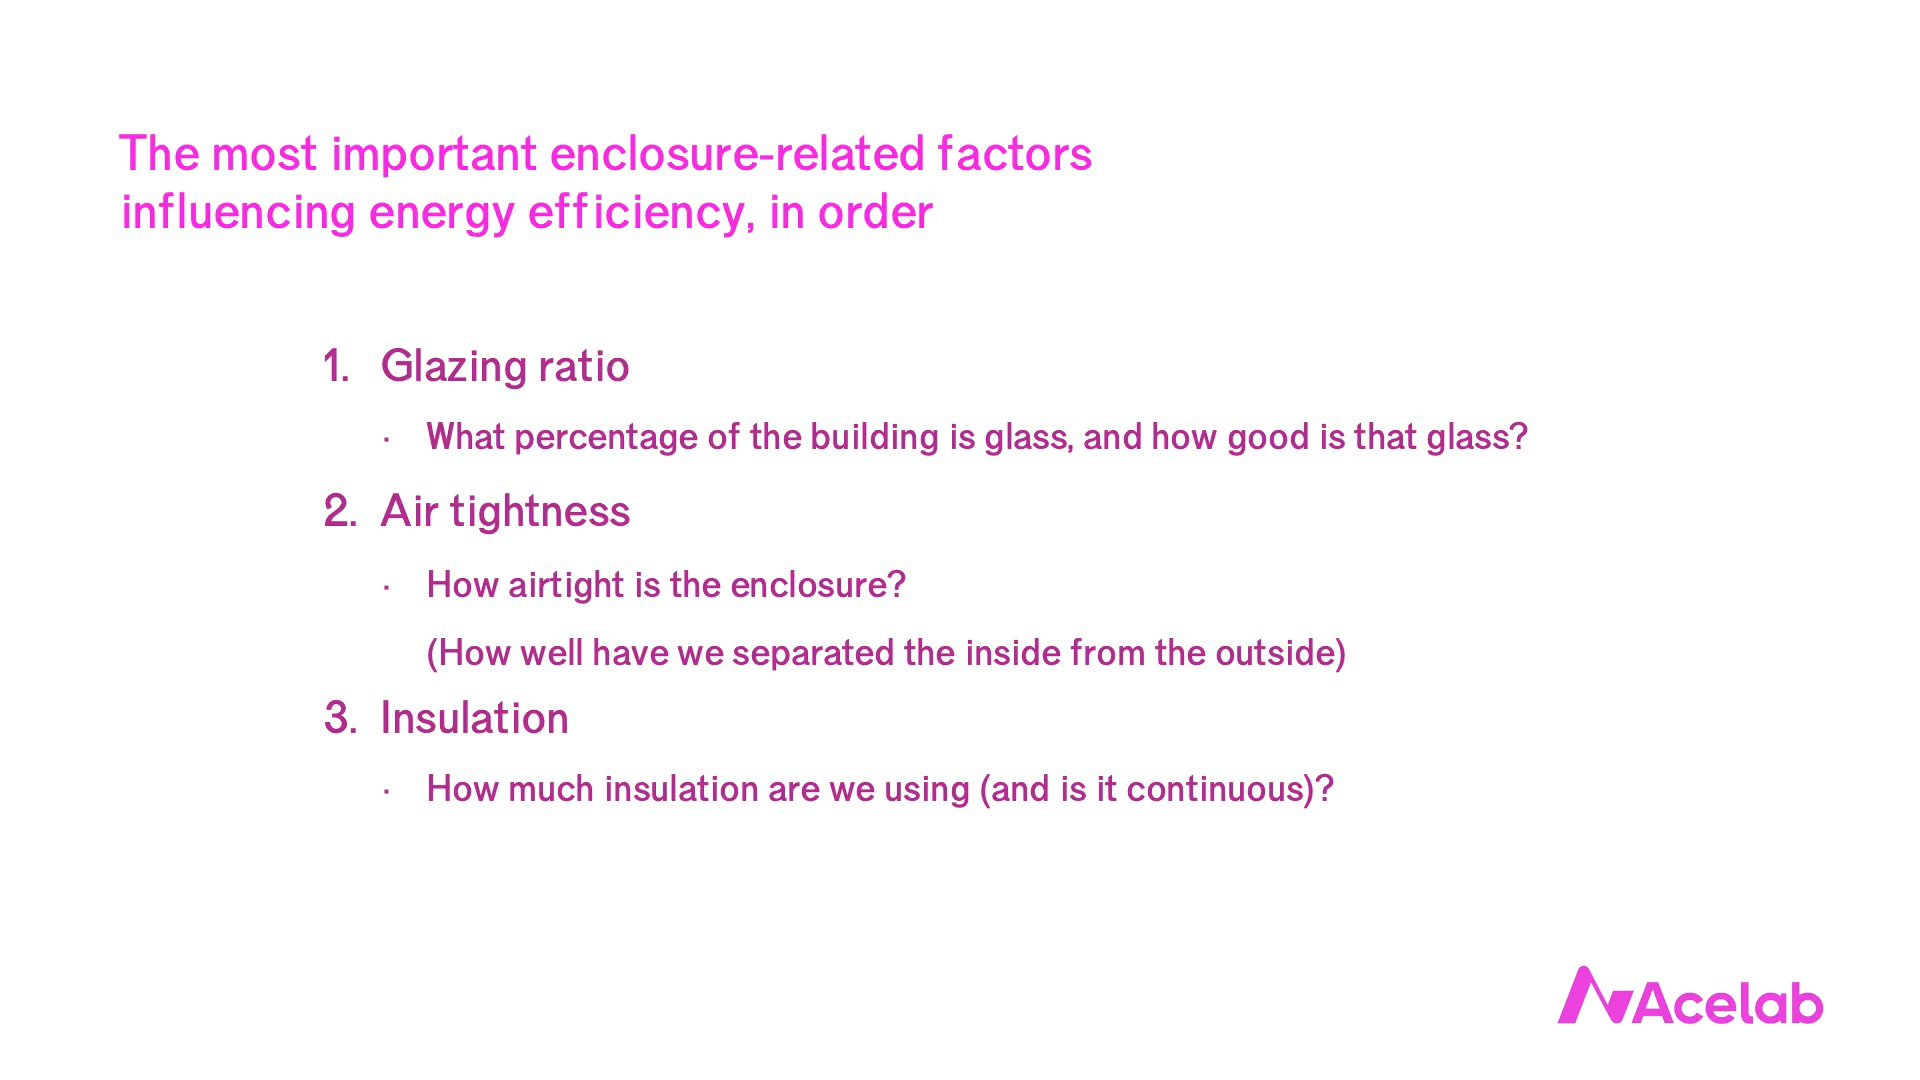 The most important enclosure-related factors
influencing energy efficiency, in order
1. Glazing ratio
· What percentage of the building is glass, and how good is that glass?
2. Air tightness
· How airtight is the enclosure?
(How well have we separated the inside from the outside)
3. Insulation
· How much insulation are we using (and is it continuous)?
Acelab